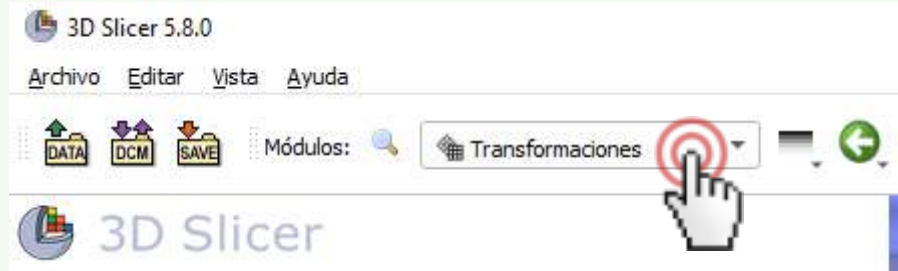 3D Slicer 5.8.0
Archivo Editar Vista Ayuda
DATA DCM SAVE Módulos: Transformaciones
3D Slicer